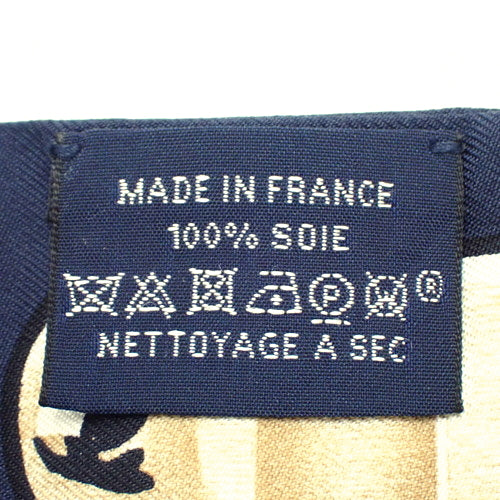 MADE IN FRANCE
100% SOIE
P W ®
NETTOYAGE A SEC